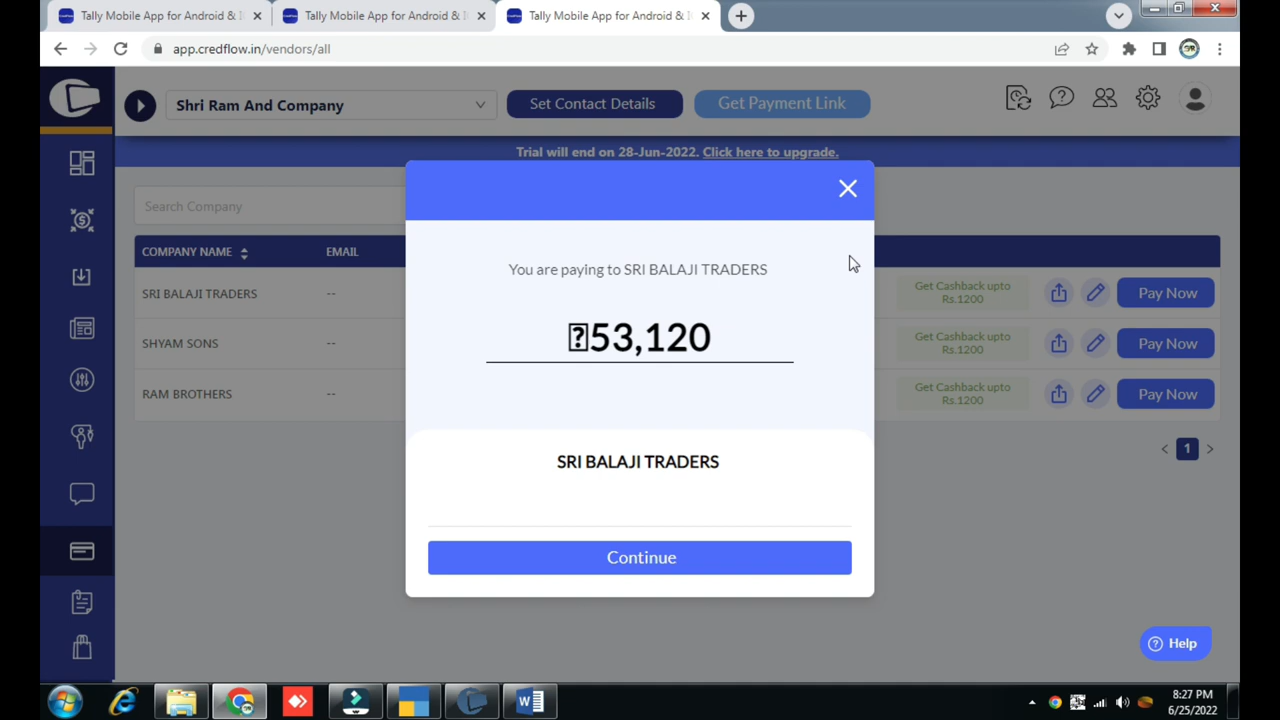 Tally Mobile App for Android & I
Tally Mobile App for Android & I
Tally Mobile App for Android & I
app.credflow.in/vendors/all
Shri Ram And Company
Set Contact Details
Get Payment Link
Trial will end on 28-Jun-2022. Click here to upgrade.
Search Company
COMPANY NAME
EMAIL
You are paying to SRI BALAJI TRADERS
53,120
SRI BALAJI TRADERS
--
Get Cashback upto
Rs.1200
Pay Now
SHYAM SONS
--
Get Cashback upto
Rs.1200
Pay Now
RAM BROTHERS
--
Get Cashback upto
Rs.1200
Pay Now
1
SRI BALAJI TRADERS
Continue
Help
8:27 PM
6/25/2022